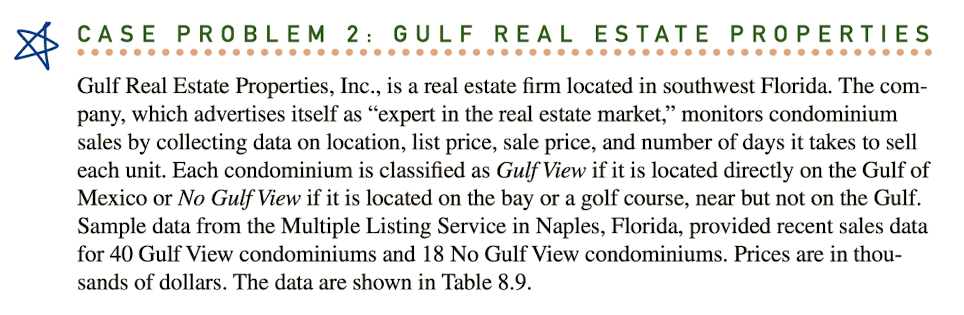 CASE PROBLEM 2: GULF REAL ESTATE PROPERTIES
Gulf Real Estate Properties, Inc., is a real estate firm located in southwest Florida. The com-
pany, which advertises itself as “expert in the real estate market,” monitors condominium
sales by collecting data on location, list price, sale price, and number of days it takes to sell
each unit. Each condominium is classified as Gulf View if it is located directly on the Gulf of
Mexico or No Gulf View if it is located on the bay or a golf course, near but not on the Gulf.
Sample data from the Multiple Listing Service in Naples, Florida, provided recent sales data
for 40 Gulf View condominiums and 18 No Gulf View condominiums. Prices are in thou-
sands of dollars. The data are shown in Table 8.9.